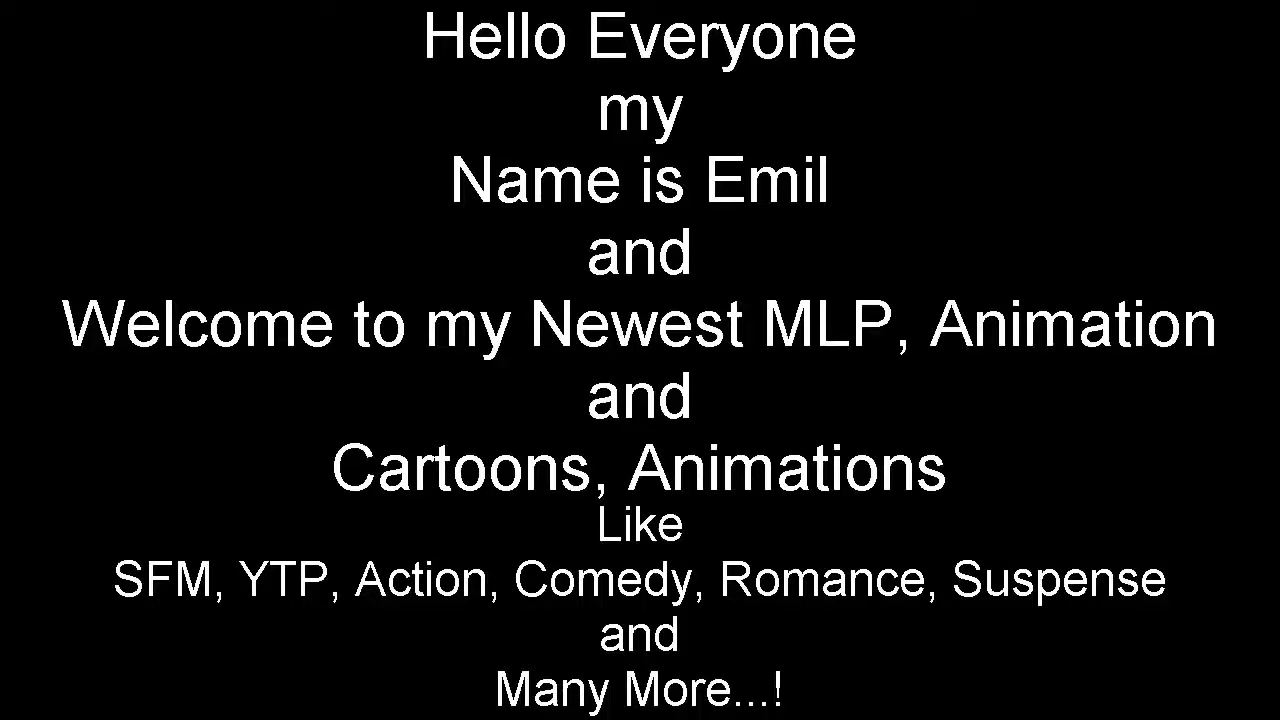 Hello Everyone
my
Name is Emil
and
Welcome to my Newest MLP, Animation
and
Cartoons, Animations
Like
SFM, YTP, Action, Comedy, Romance, Suspense
and
Many More...!